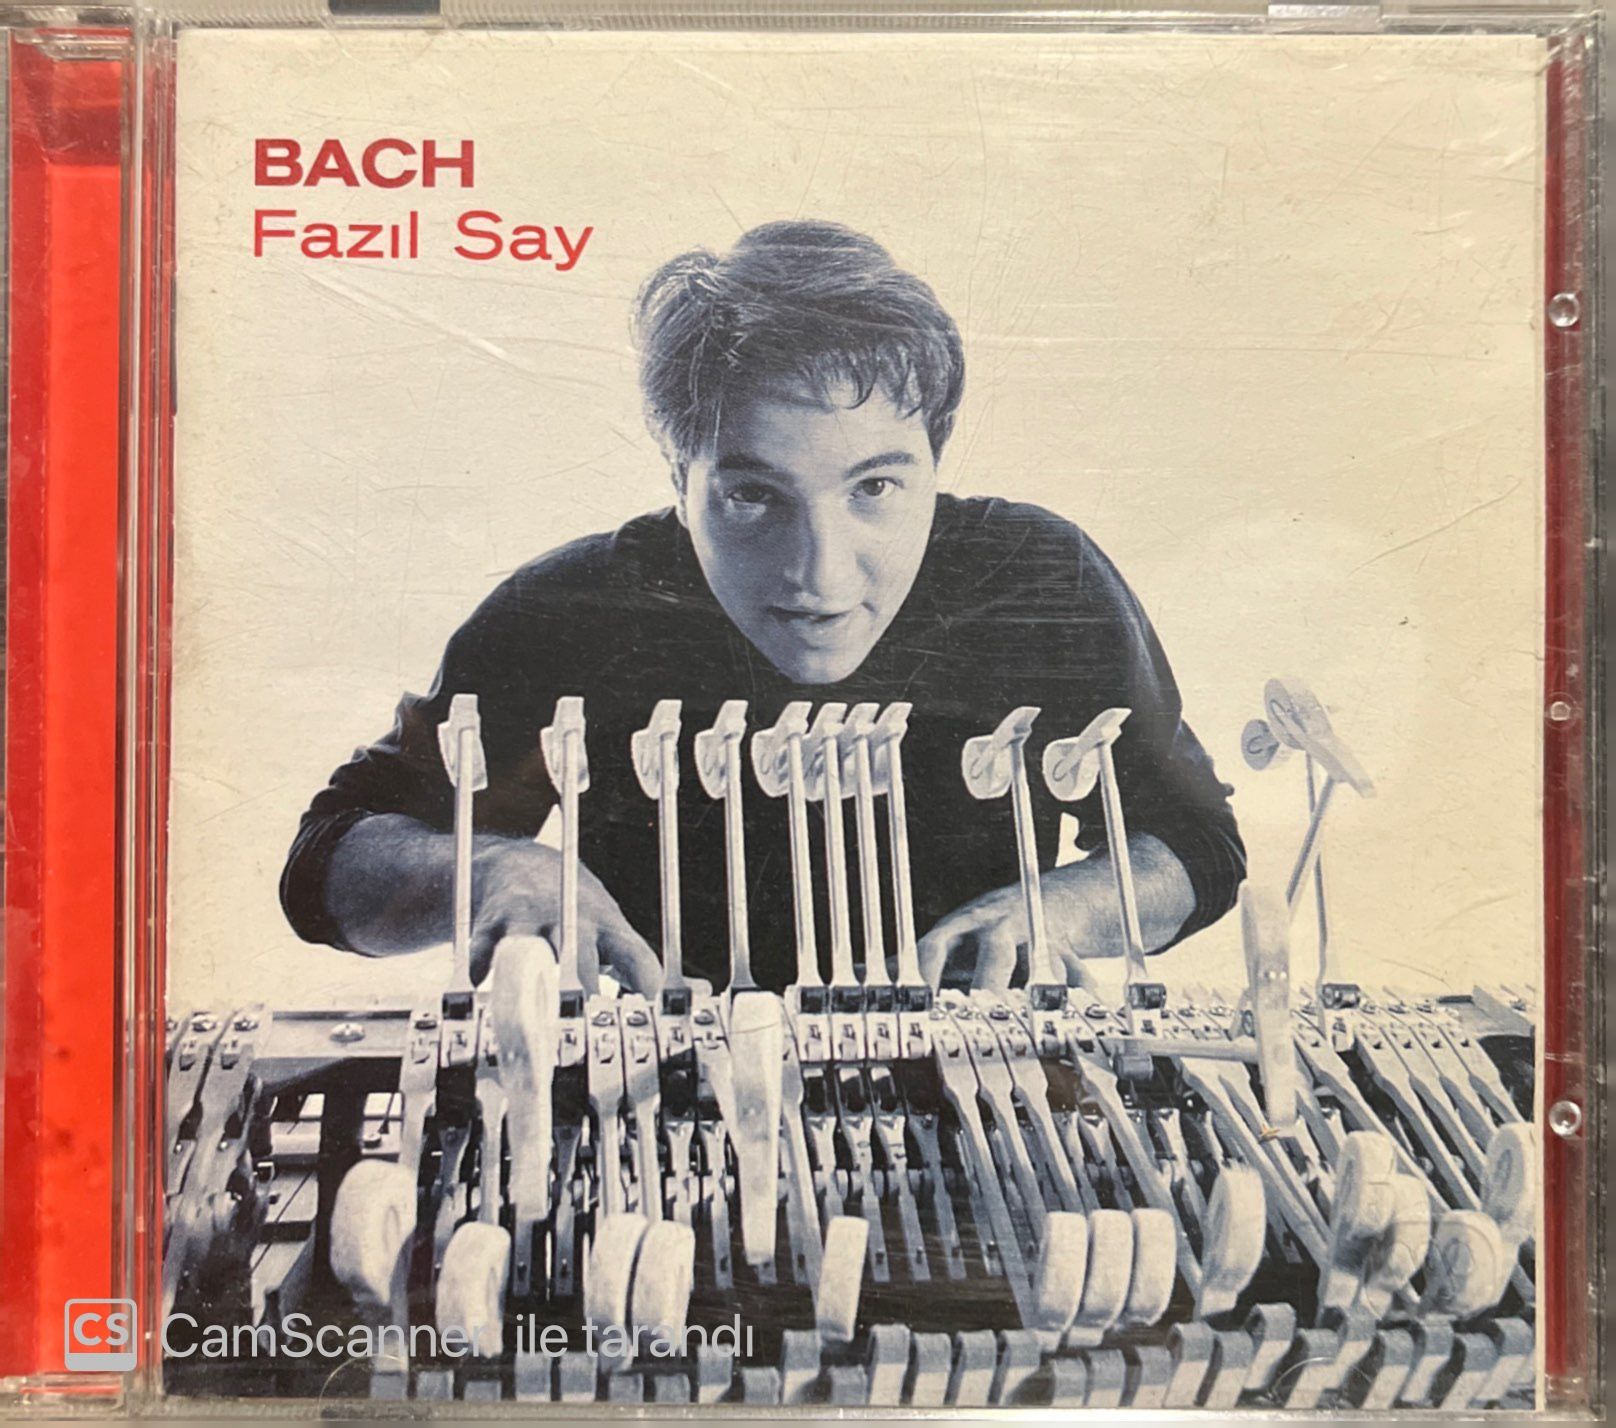 BACH
Fazıl Say
CS CamScanner ile tarandı